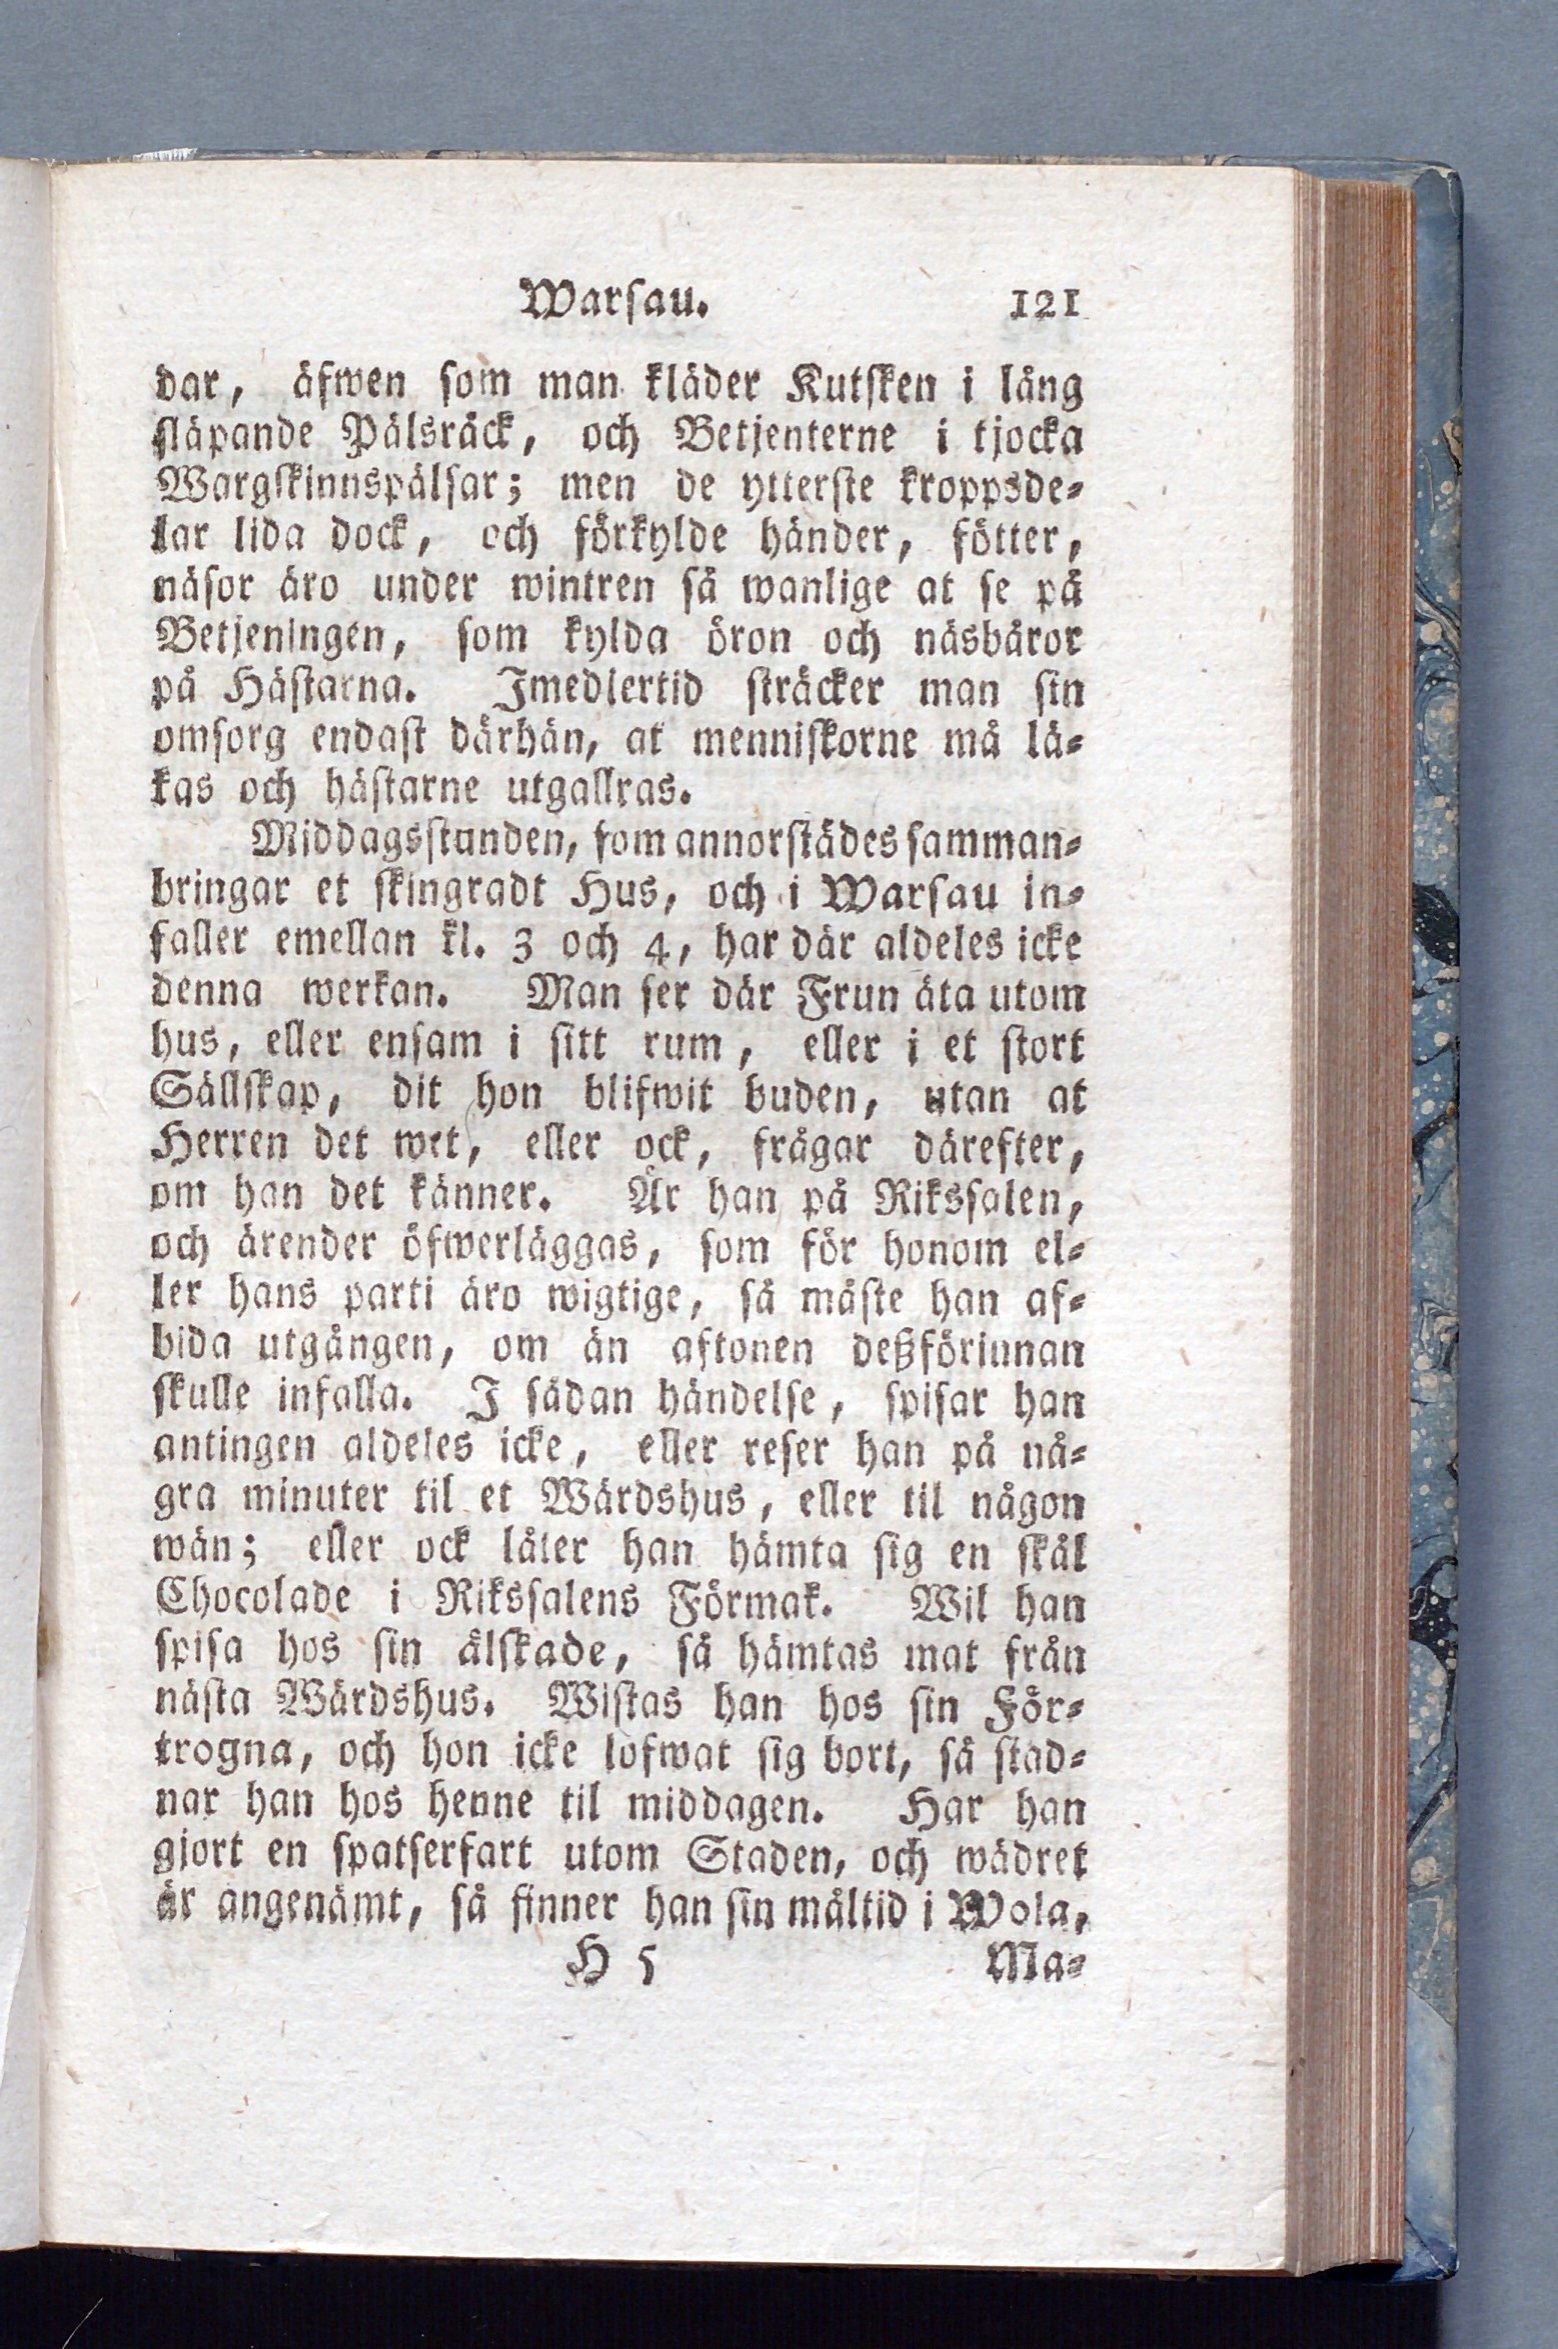 Warsau. 121
dar, äfwen som man kläder Kutsken i lång
släpande Pälsråck, och Betjenterne i tjocka
Wargskinnspälsar; men de ytterste kroppsde-
lar lida dock, och förkylde händer, fötter,
näsor äro under wintren så wanlige at se på
Betjeningen, som kylda öron och näsbåror
på Hästarna. Imedlertid sträcker man sin
omsorg endast därhän, at menniskorne må lä-
kas och hästarne utgallras.
Middagsstunden, som annorstädes samman-
bringar et skingradt Hus, och i Warsau in-
faller emellan kl. 3 och 4, har där aldeles icke
denna werkan. Man ser där Frun äta utom
hus, eller ensam i sitt rum, eller i et stort
Sällskap, dit hon blifwit buden, utan at
Herren det wet, eller ock, frågar därefter,
om han det känner. Är han på Rikssalen,
och ärender öfwerläggas, som för honom el-
ler hans parti äro wigtige, så måste han af-
bida utgången, om än aftonen deßförinnan
skulle infalla. I sådan händelse, spisar han
antingen aldeles icke, eller reser han på nå-
gra minuter til et Wärdshus, eller til någon
wän; eller ock låter han hämta sig en skål
Chocolade i Rikssalens Förmak. Wil han
spisa hos sin älskade, så hämtas mat från
nästa Wärdshus. Wistas han hos sin För-
trogna, och hon icke lofwat sig bort, så stad-
nar han hos henne til middagen. Har han
gjort en spatserfart utom Staden, och wädret
är angenämt, så finner han sin måltid i Wola,
H 5 Ma-